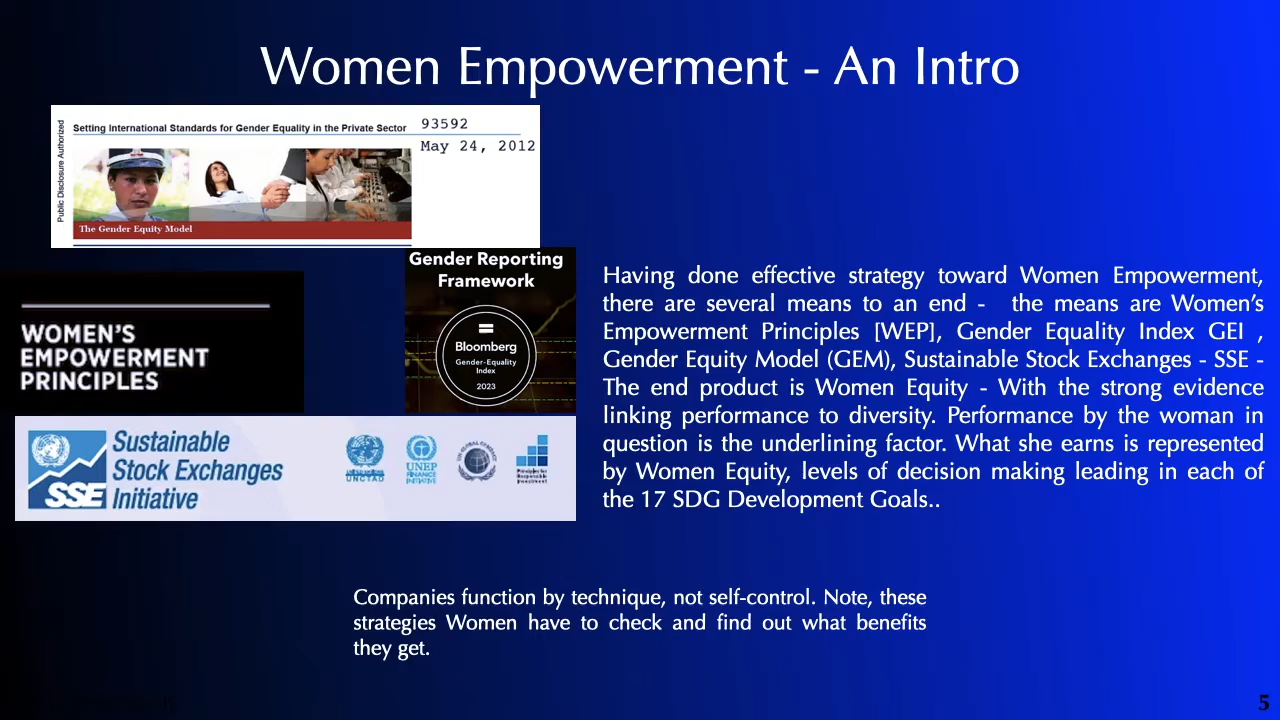 Women Empowerment - An Intro
Public Disclosure Authorized
Setting International Standards for Gender Equality in the Private Sector
93592
May 24, 2012
The Gender Equity Model
Gender Reporting
Framework
Bloomberg
Gender-Equality
Index
2023
WOMEN'S
EMPOWERMENT
PRINCIPLES
SSE
Sustainable
Stock Exchanges
Initiative
UNCTAD
UNEP
FINANCE
INITIATIVE
Principles for
Responsible
Investment
Having done effective strategy toward Women Empowerment,
there are several means to an end - the means are Women’s
Empowerment Principles [WEP], Gender Equality Index GEI ,
Gender Equity Model (GEM), Sustainable Stock Exchanges - SSE -
The end product is Women Equity - With the strong evidence
linking performance to diversity. Performance by the woman in
question is the underlining factor. What she earns is represented
by Women Equity, levels of decision making leading in each of
the 17 SDG Development Goals..
Companies function by technique, not self-control. Note, these
strategies Women have to check and find out what benefits
they get.
5